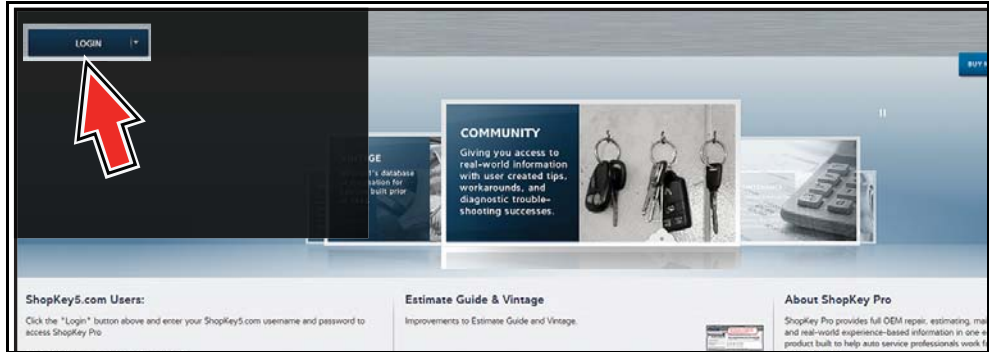 LOGIN
BUY
COMMUNITY
Giving you access to
real-world information
with user created tips,
workarounds, and
diagnostic trouble-
shooting successes.
ShopKey5.com Users:
Click the "Login" button above and enter your ShopKey5.com username and password to
access ShopKey Pro
Estimate Guide & Vintage
Improvements to Estimate Guide and Vintage.
About ShopKey Pro
ShopKey Pro provides full OEM repair, estimating,
and real-world experience-based information in one
product built to help auto service professionals work